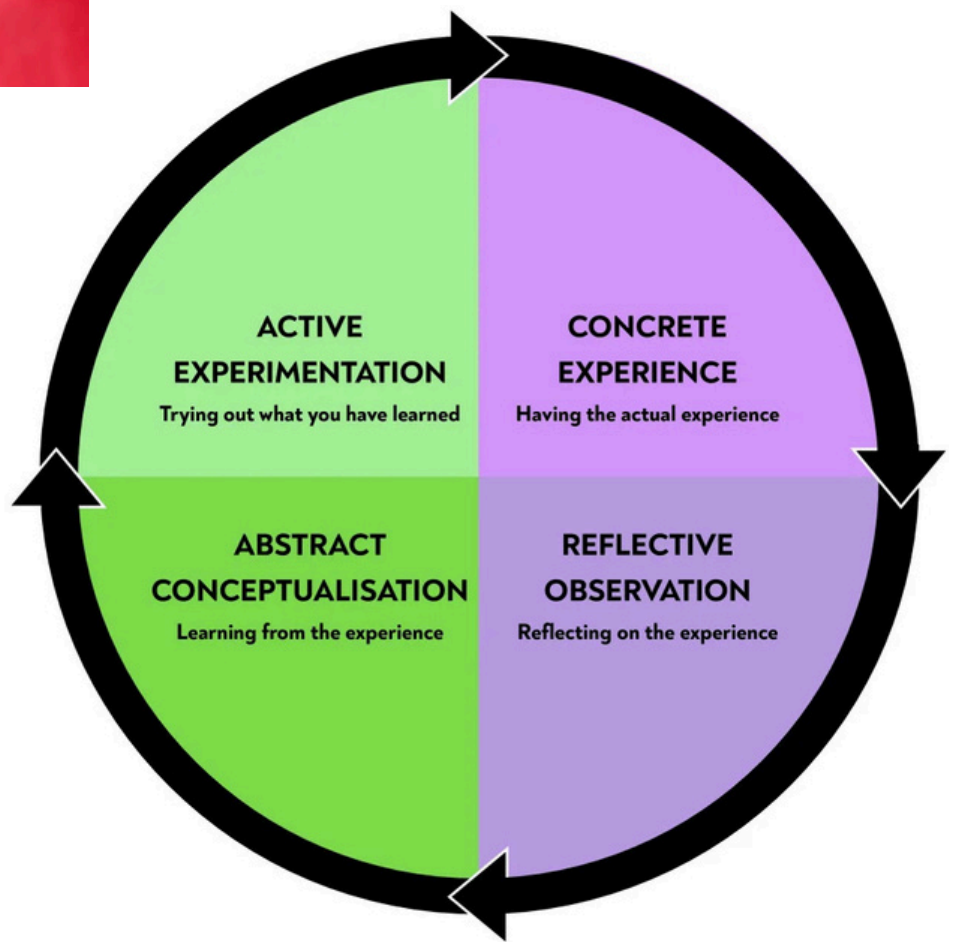 ACTIVE
EXPERIMENTATION
Trying out what you have learned
CONCRETE
EXPERIENCE
Having the actual experience
ABSTRACT
CONCEPTUALISATION
Learning from the experience
REFLECTIVE
OBSERVATION
Reflecting on the experience